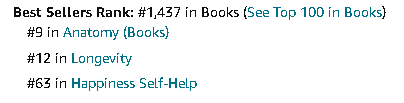 Best Sellers Rank: #1,437 in Books (See Top 100 in Books)
#9 in Anatomy (Books)
#12 in Longevity
#63 in Happiness Self-Help